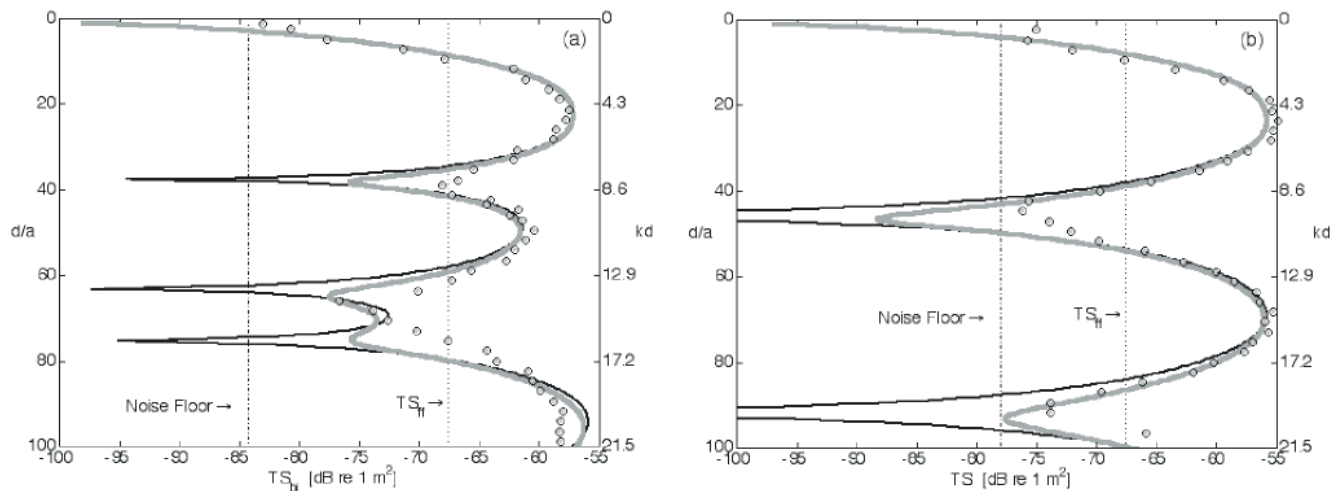 0
20
40
d/a
60
80
100
(a)
Noise Floor→
TS_ff→
0
4.3
8.6
kd
12.9
17.2
21.5
-100 -95 -90 -85 -80 -75 -70 -65 -60 -55
TS_bi [dB re 1 m²]
0
20
40
d/a
60
80
100
(b)
Noise Floor→
TS_ff→
0
4.3
8.6
kd
12.9
17.2
21.5
-100 -95 -90 -85 -80 -75 -70 -65 -60 -55
TS [dB re 1 m²]